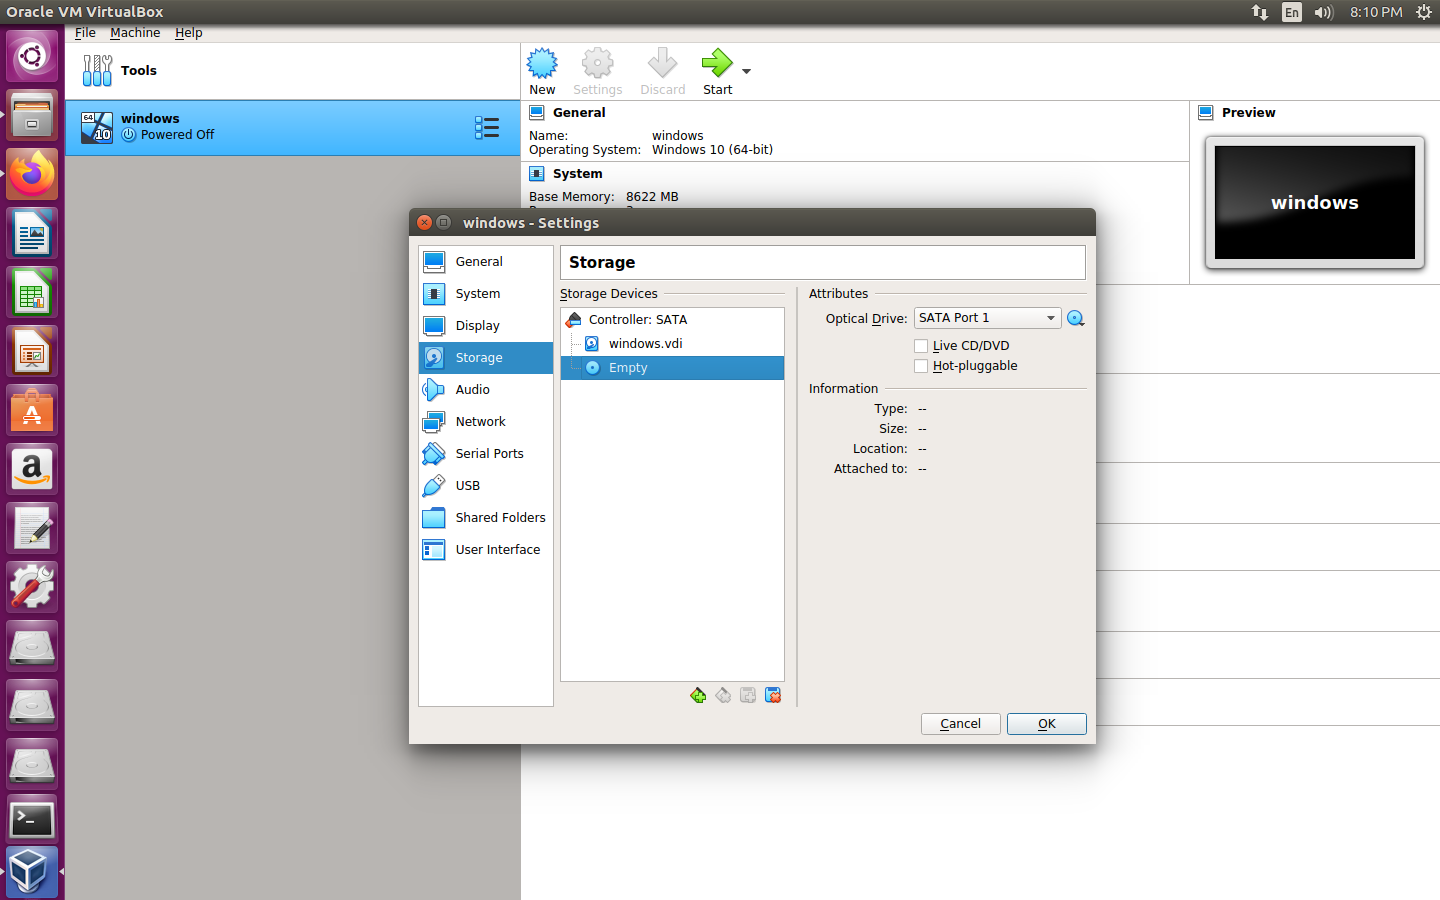 Oracle VM VirtualBox
En
8:10 PM
File Machine Help
Tools
New
Settings
Discard
Start
windows
Powered Off
64
10
General
Name: windows
Operating System: Windows 10 (64-bit)
System
Base Memory: 8622 MB
Preview
windows
windows - Settings
General
System
Display
Storage
Audio
Network
Serial Ports
USB
Shared Folders
User Interface
Storage
Storage Devices
Controller: SATA
windows.vdi
Empty
Attributes
Optical Drive: SATA Port 1
Live CD/DVD
Hot-pluggable
Information
Type: --
Size: --
Location: --
Attached to: --
Cancel
OK